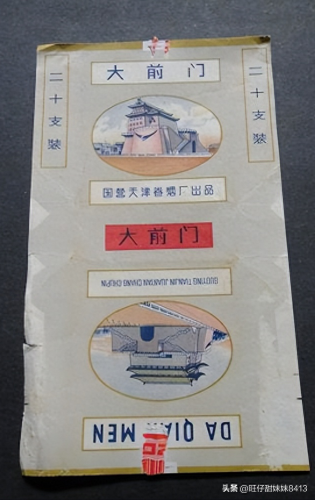 大前门
二十支装
二十支装
国营天津卷烟厂出品
大前门
GUOYING TIANJIN JUANYAN CHANG CHUPIN
DA QIAN MEN
头条 @旺仔甜妹妹8413